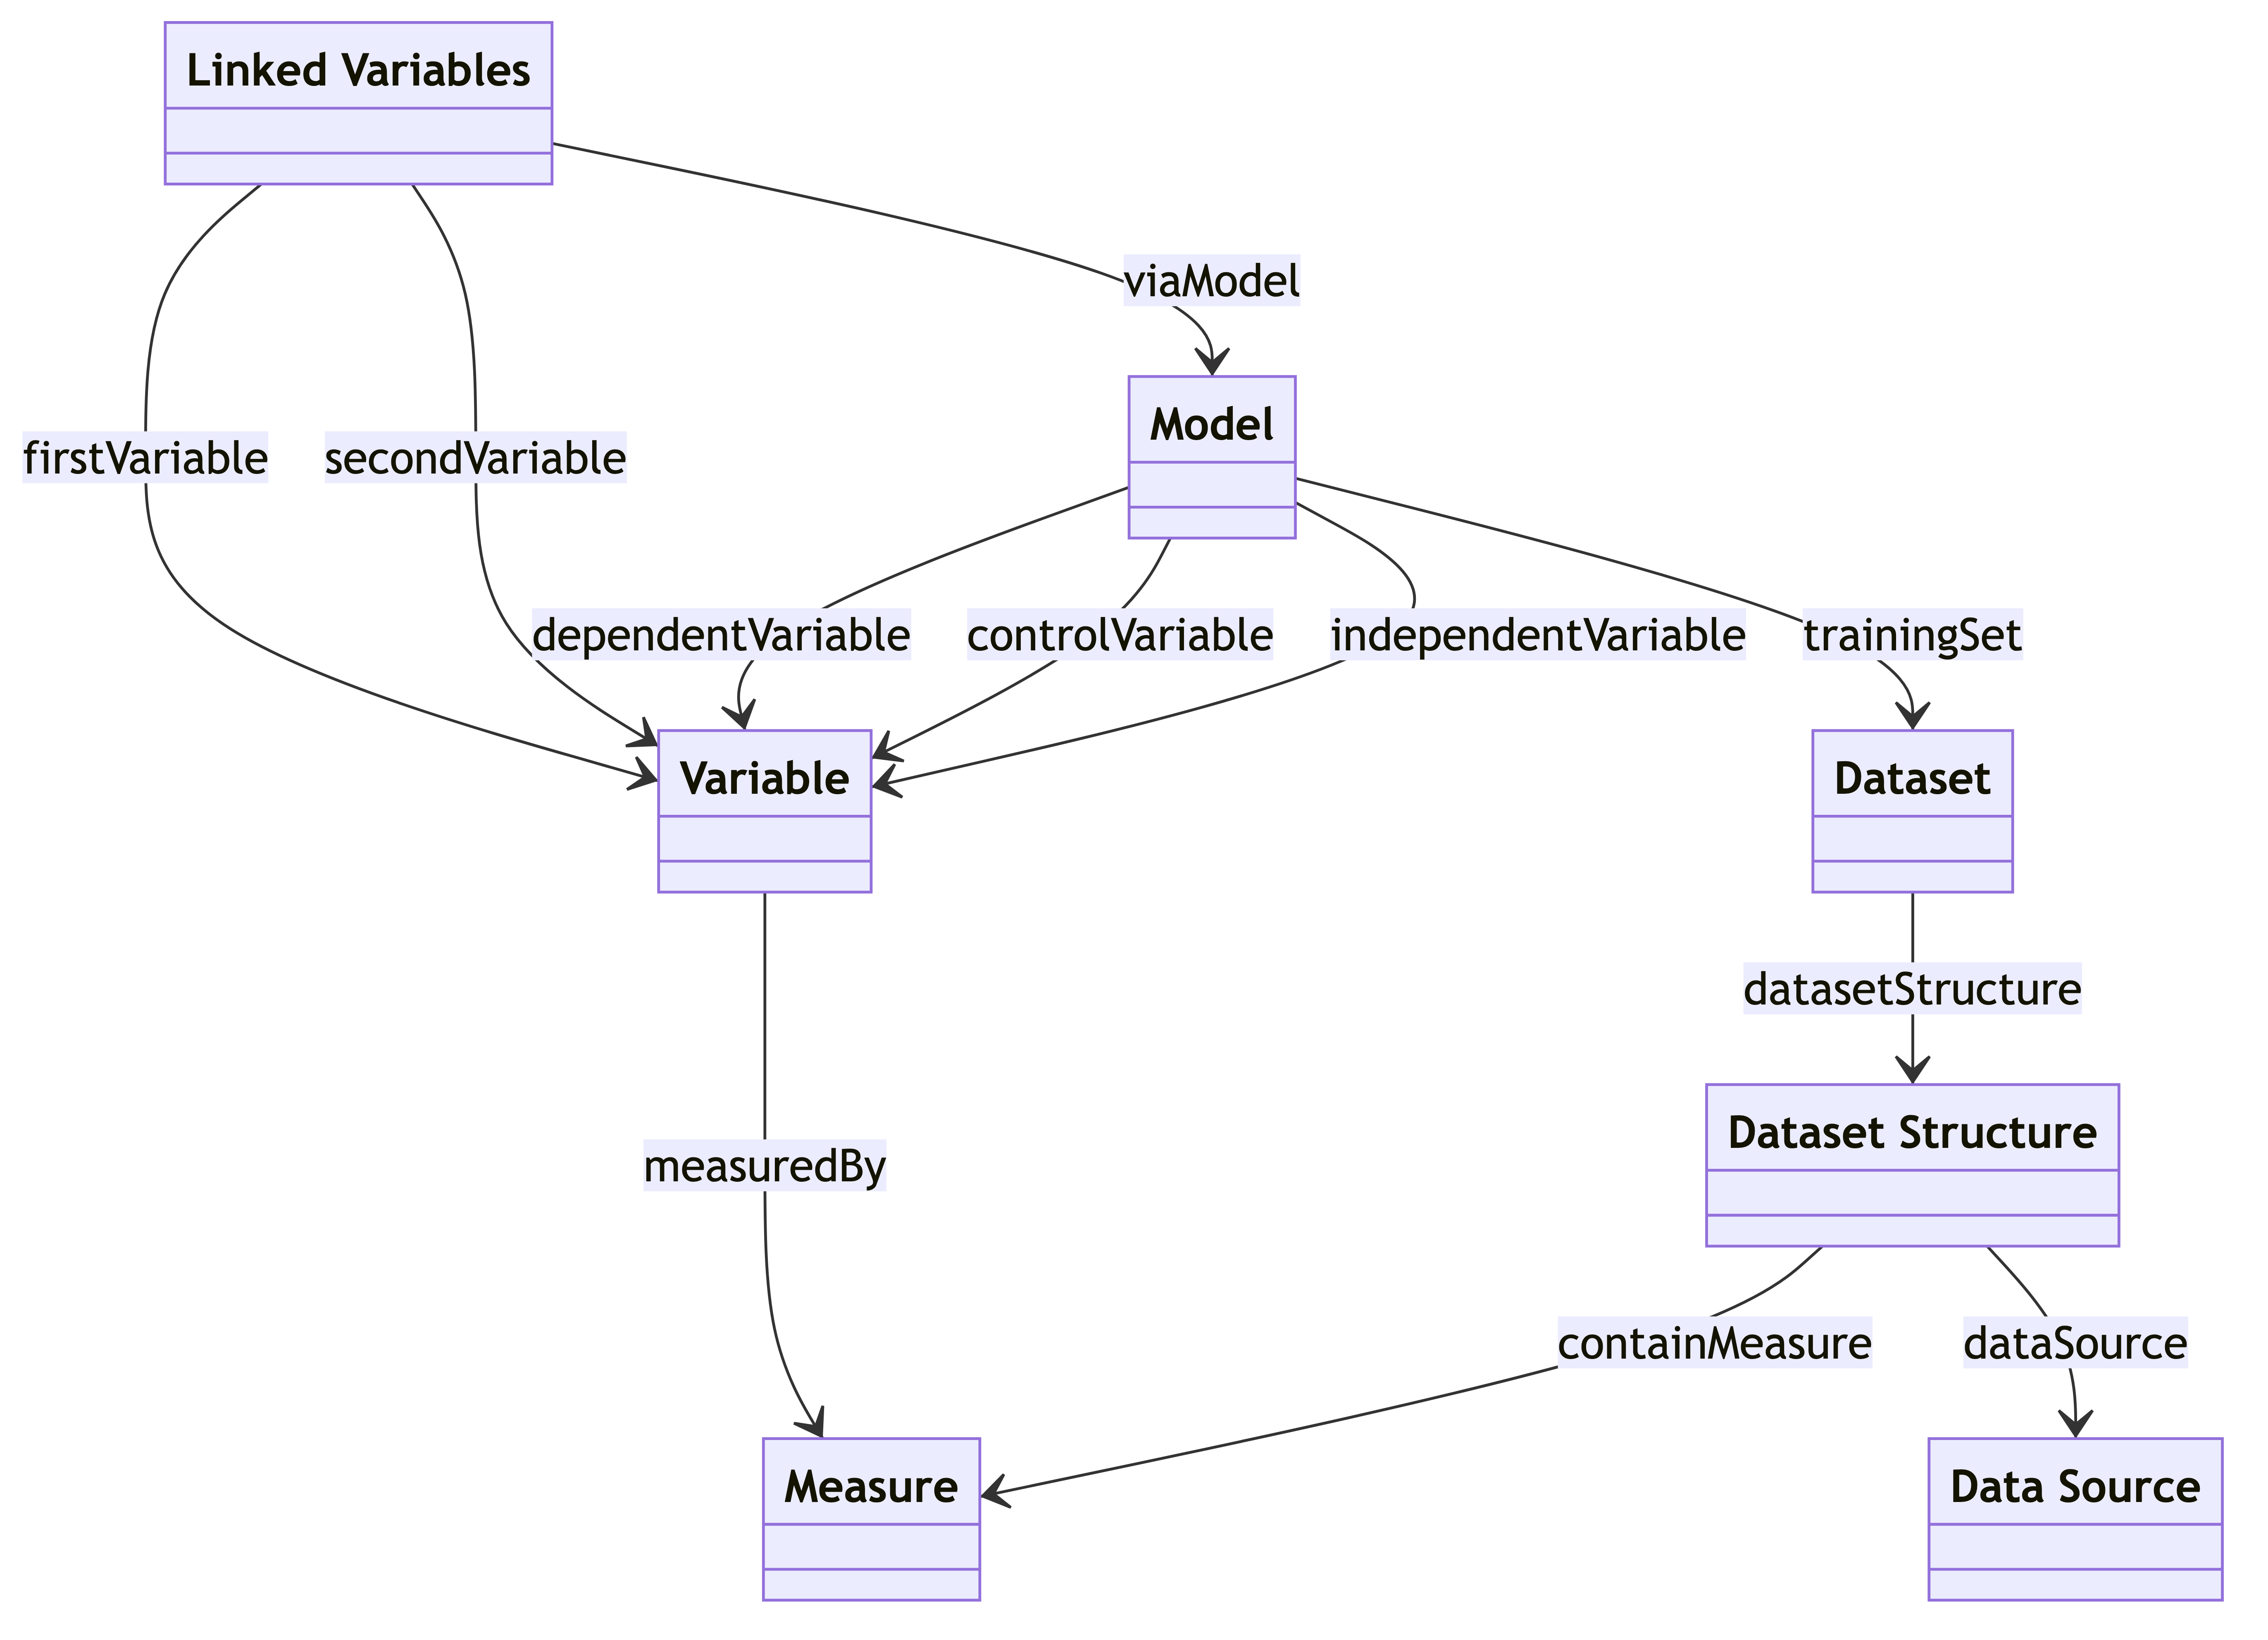 Linked Variables
viaModel
Model
firstVariable
secondVariable
dependentVariable
controlVariable
independentVariable
trainingSet
Variable
Dataset
datasetStructure
Dataset Structure
measuredBy
containMeasure
dataSource
Measure
Data Source